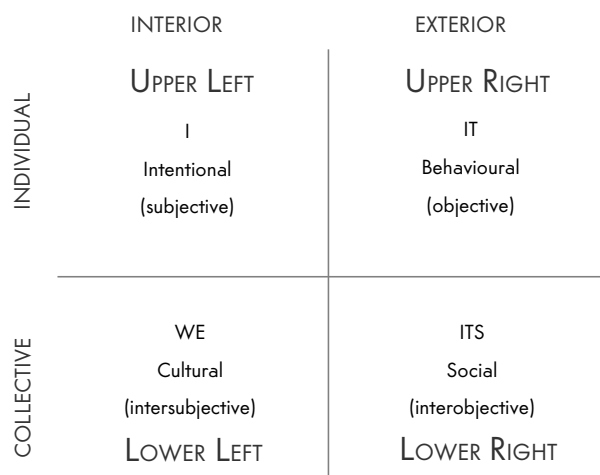 INTERIOR EXTERIOR
INDIVIDUAL
UPPER LEFT
I
Intentional
(subjective)
UPPER RIGHT
IT
Behavioural
(objective)
COLLECTIVE
WE
Cultural
(intersubjective)
LOWER LEFT
ITS
Social
(interobjective)
LOWER RIGHT